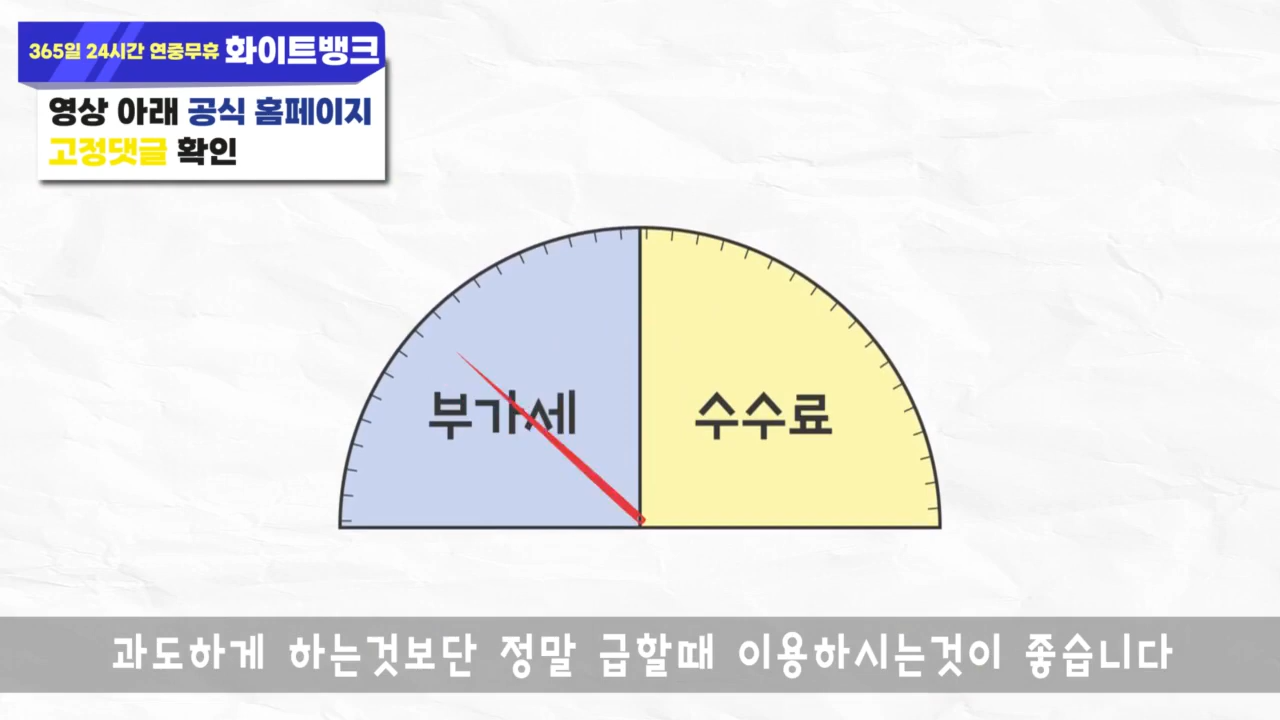 365일 24시간 연중무휴 화이트뱅크
영상 아래 공식 홈페이지
고정댓글 확인
부가세
수수료
과도하게 하는것보단 정말 급할때 이용하시는것이 좋습니다